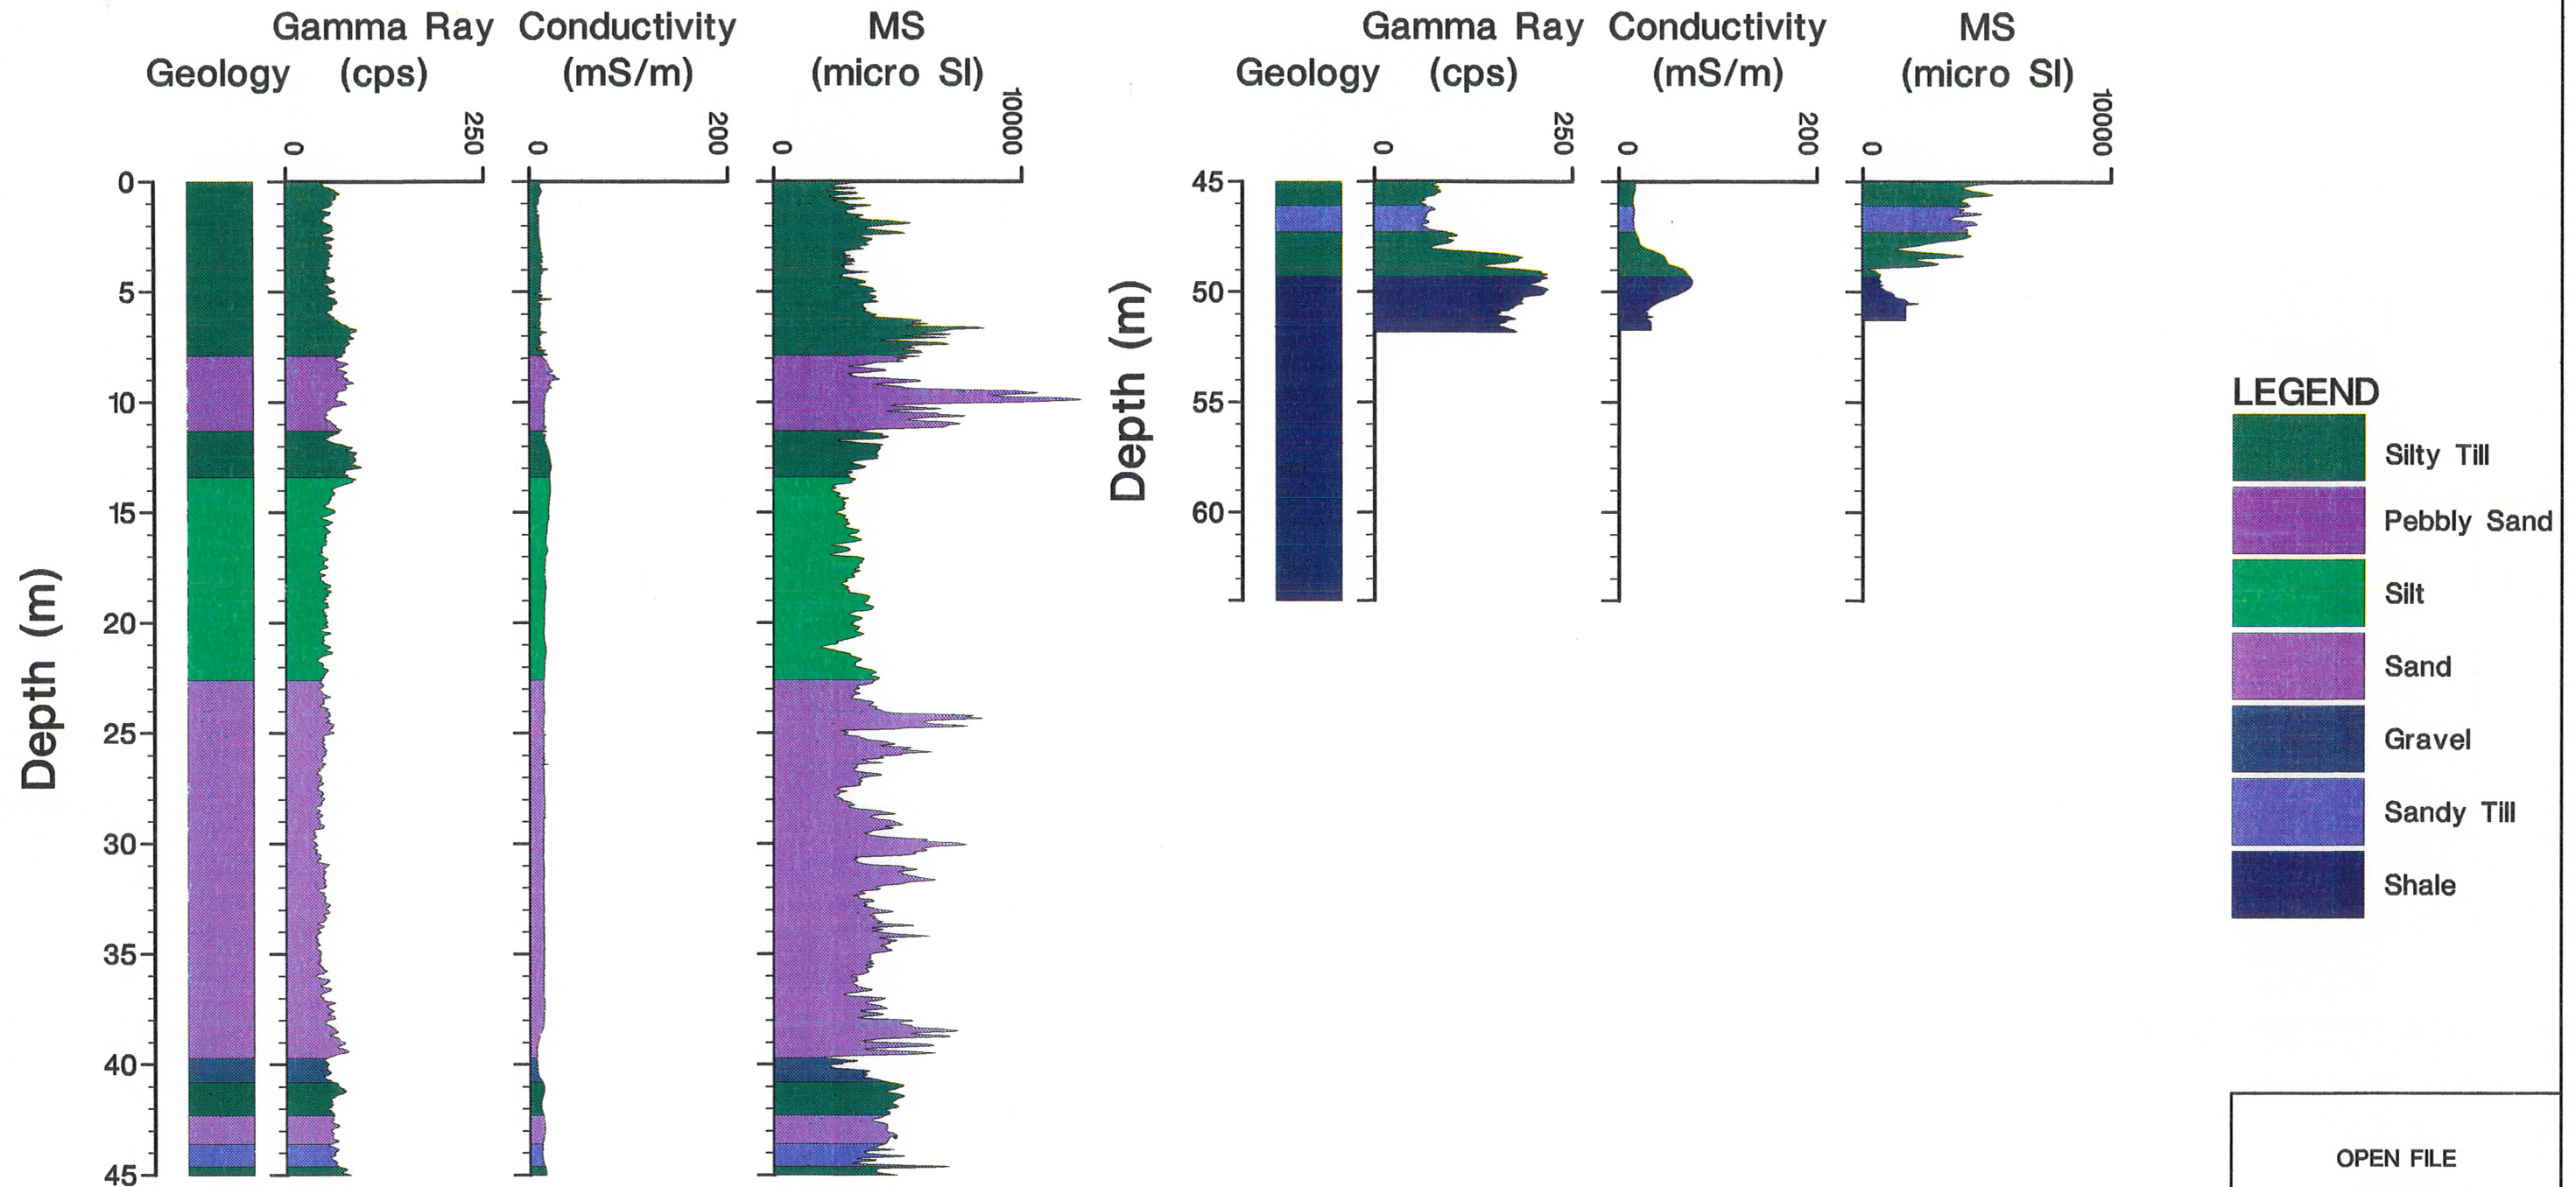 Gamma Ray Conductivity MS
Geology (cps) (mS/m) (micro SI)
0 250 0 200 0 10000
0
5
10
15
20
25
30
35
40
45
Depth (m)
Gamma Ray Conductivity MS
Geology (cps) (mS/m) (micro SI)
0 250 0 200 0 10000
45
50
55
60
Depth (m)
LEGEND
Silty Till
Pebbly Sand
Silt
Sand
Gravel
Sandy Till
Shale
OPEN FILE